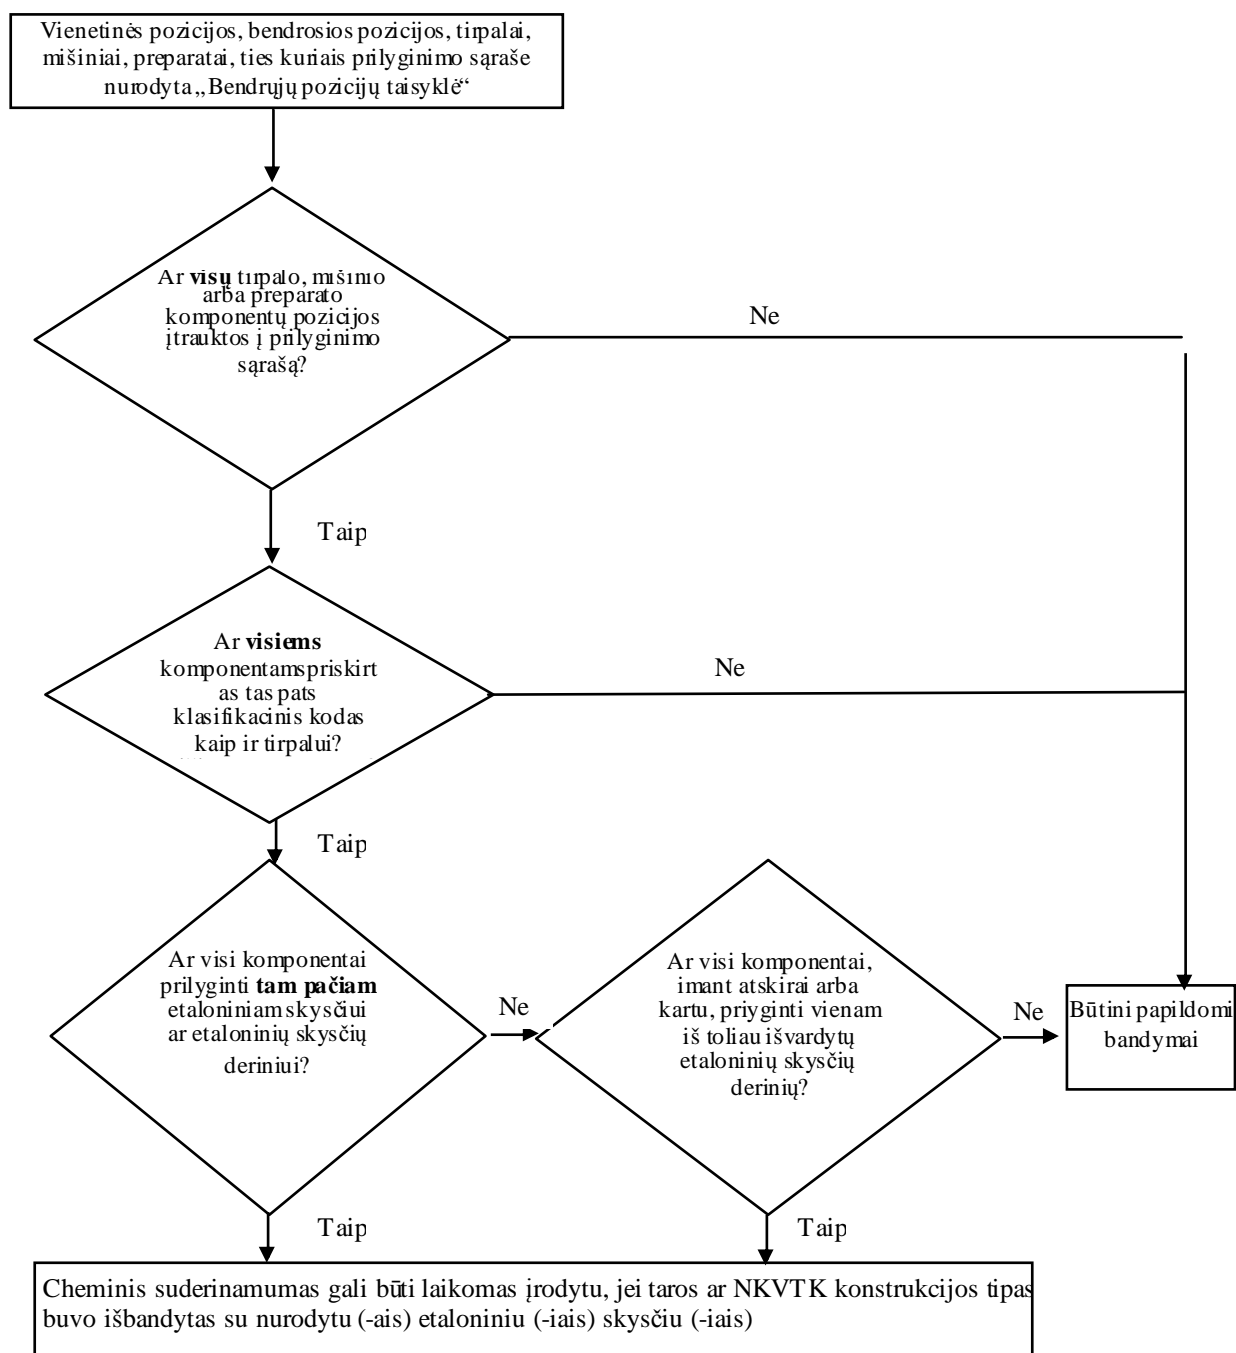 Vienetinės pozicijos, bendrosios pozicijos, tirpalai,
mišiniai, preparatai, ties kuriais prilyginimo sąraše
nurodyta „Bendrųjų pozicijų taisyklė“
Ar visų tirpalo, mišinio
arba preparato
komponentų pozicijos
įtrauktos į prilyginimo
sąrašą?
Ne
Taip
Ar visiems
komponentamspriskirt
as tas pats
klasifikacinis kodas
kaip ir tirpalui?
Ne
Taip
Ar visi komponentai
prilyginti tam pačiam
etaloniniam skysčiui
ar etaloninių skysčių
deriniui?
Ne
Ar visi komponentai,
imant atskirai arba
kartu, priyginti vienam
iš toliau išvardytų
etaloninių skysčių
derinių?
Ne
Būtini papildomi
bandymai
Taip
Taip
Cheminis suderinamumas gali būti laikomas įrodytu, jei taros ar NKVTK konstrukcijos tipas
buvo išbandytas su nurodytu (-ais) etaloniniu (-iais) skysčiu (-iais)